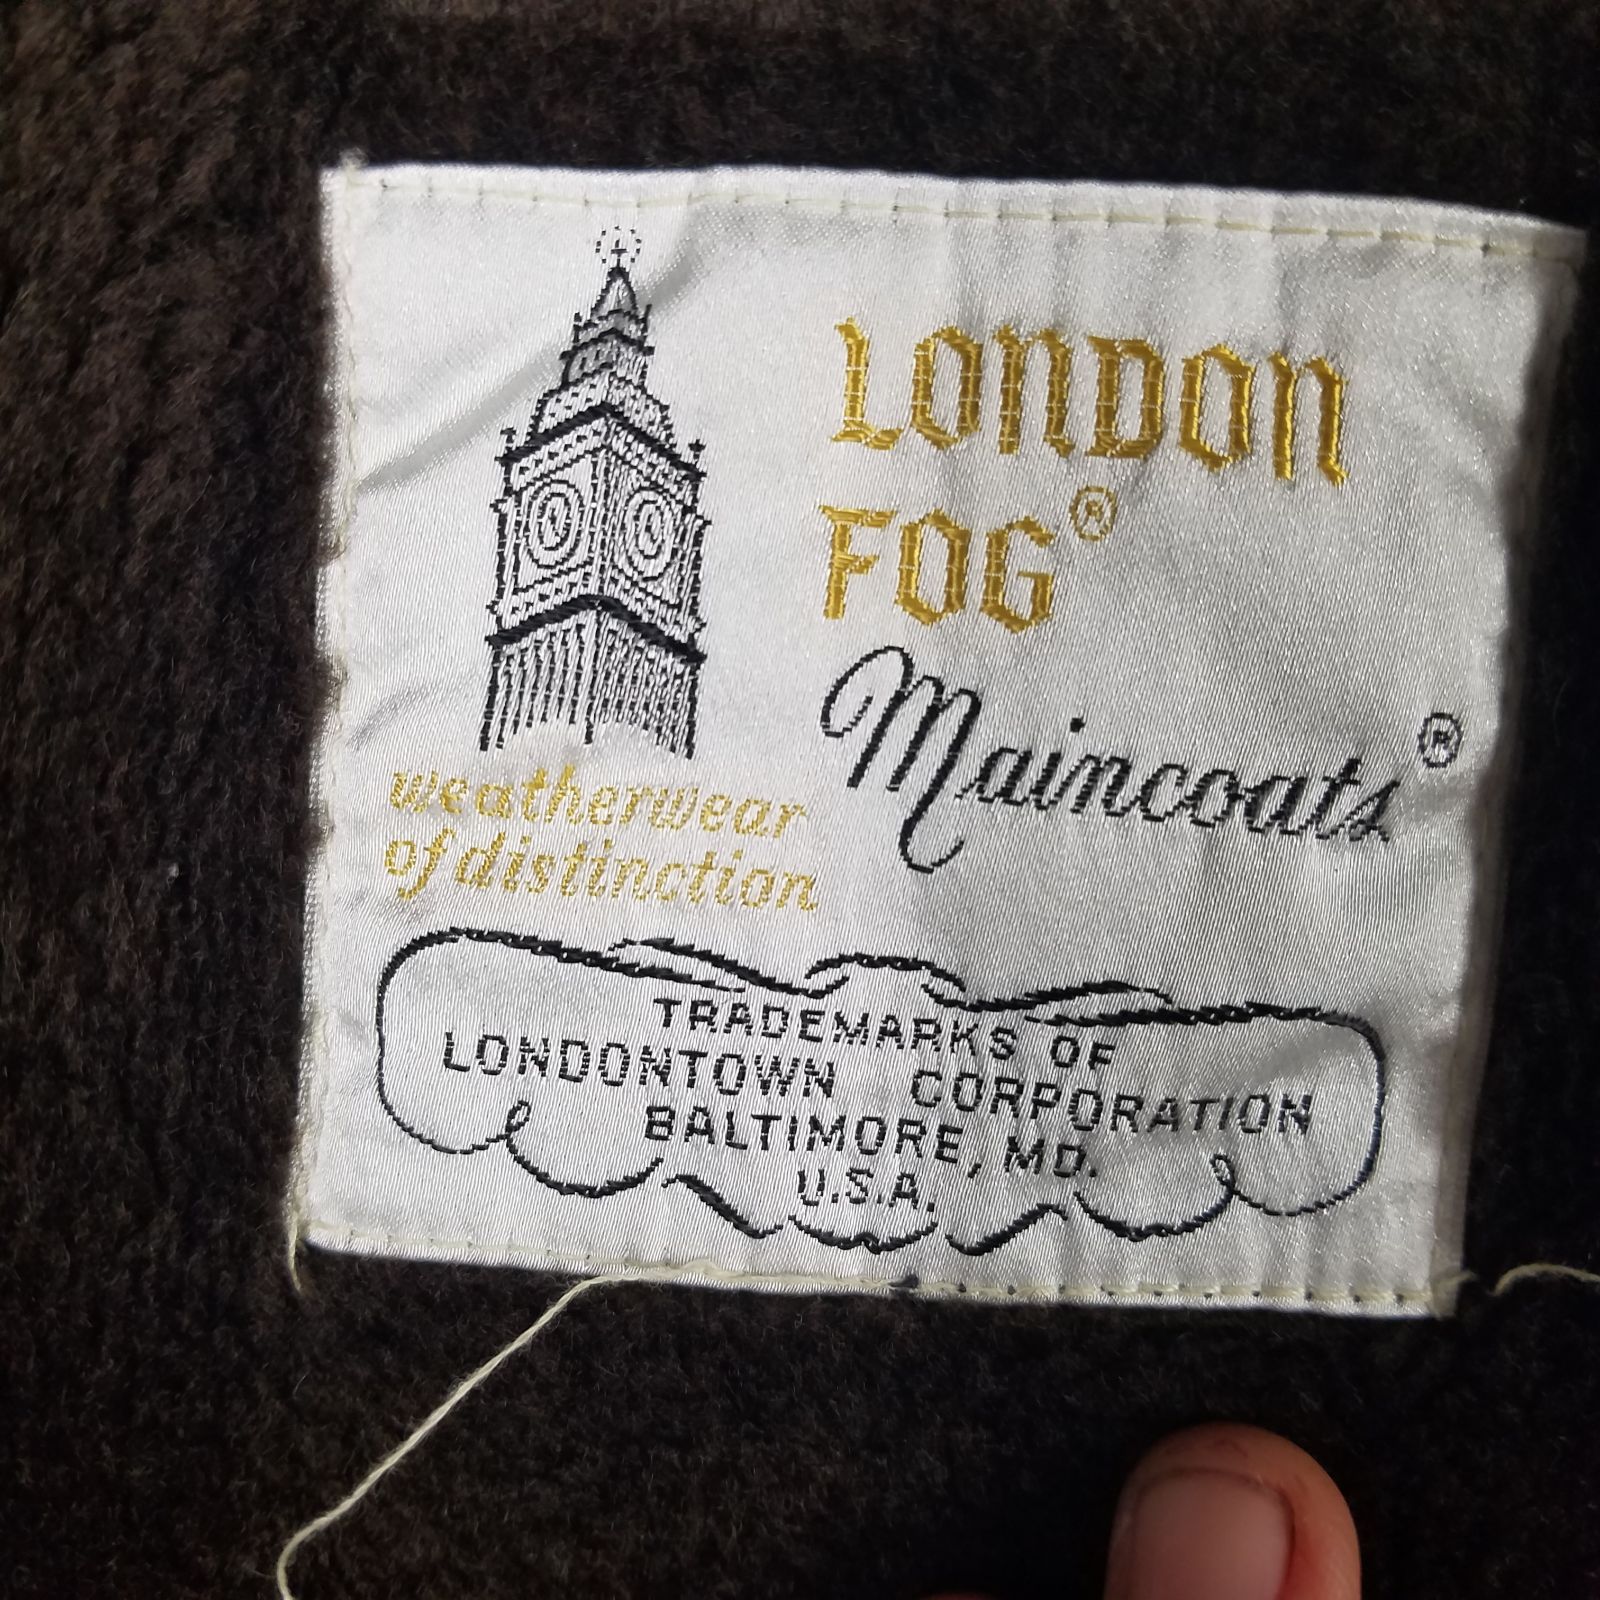 LONDON
FOG®
Maincoats®
weatherwear
of distinction
TRADEMARKS OF
LONDONTOWN CORPORATION
BALTIMORE, MD.
U.S.A.